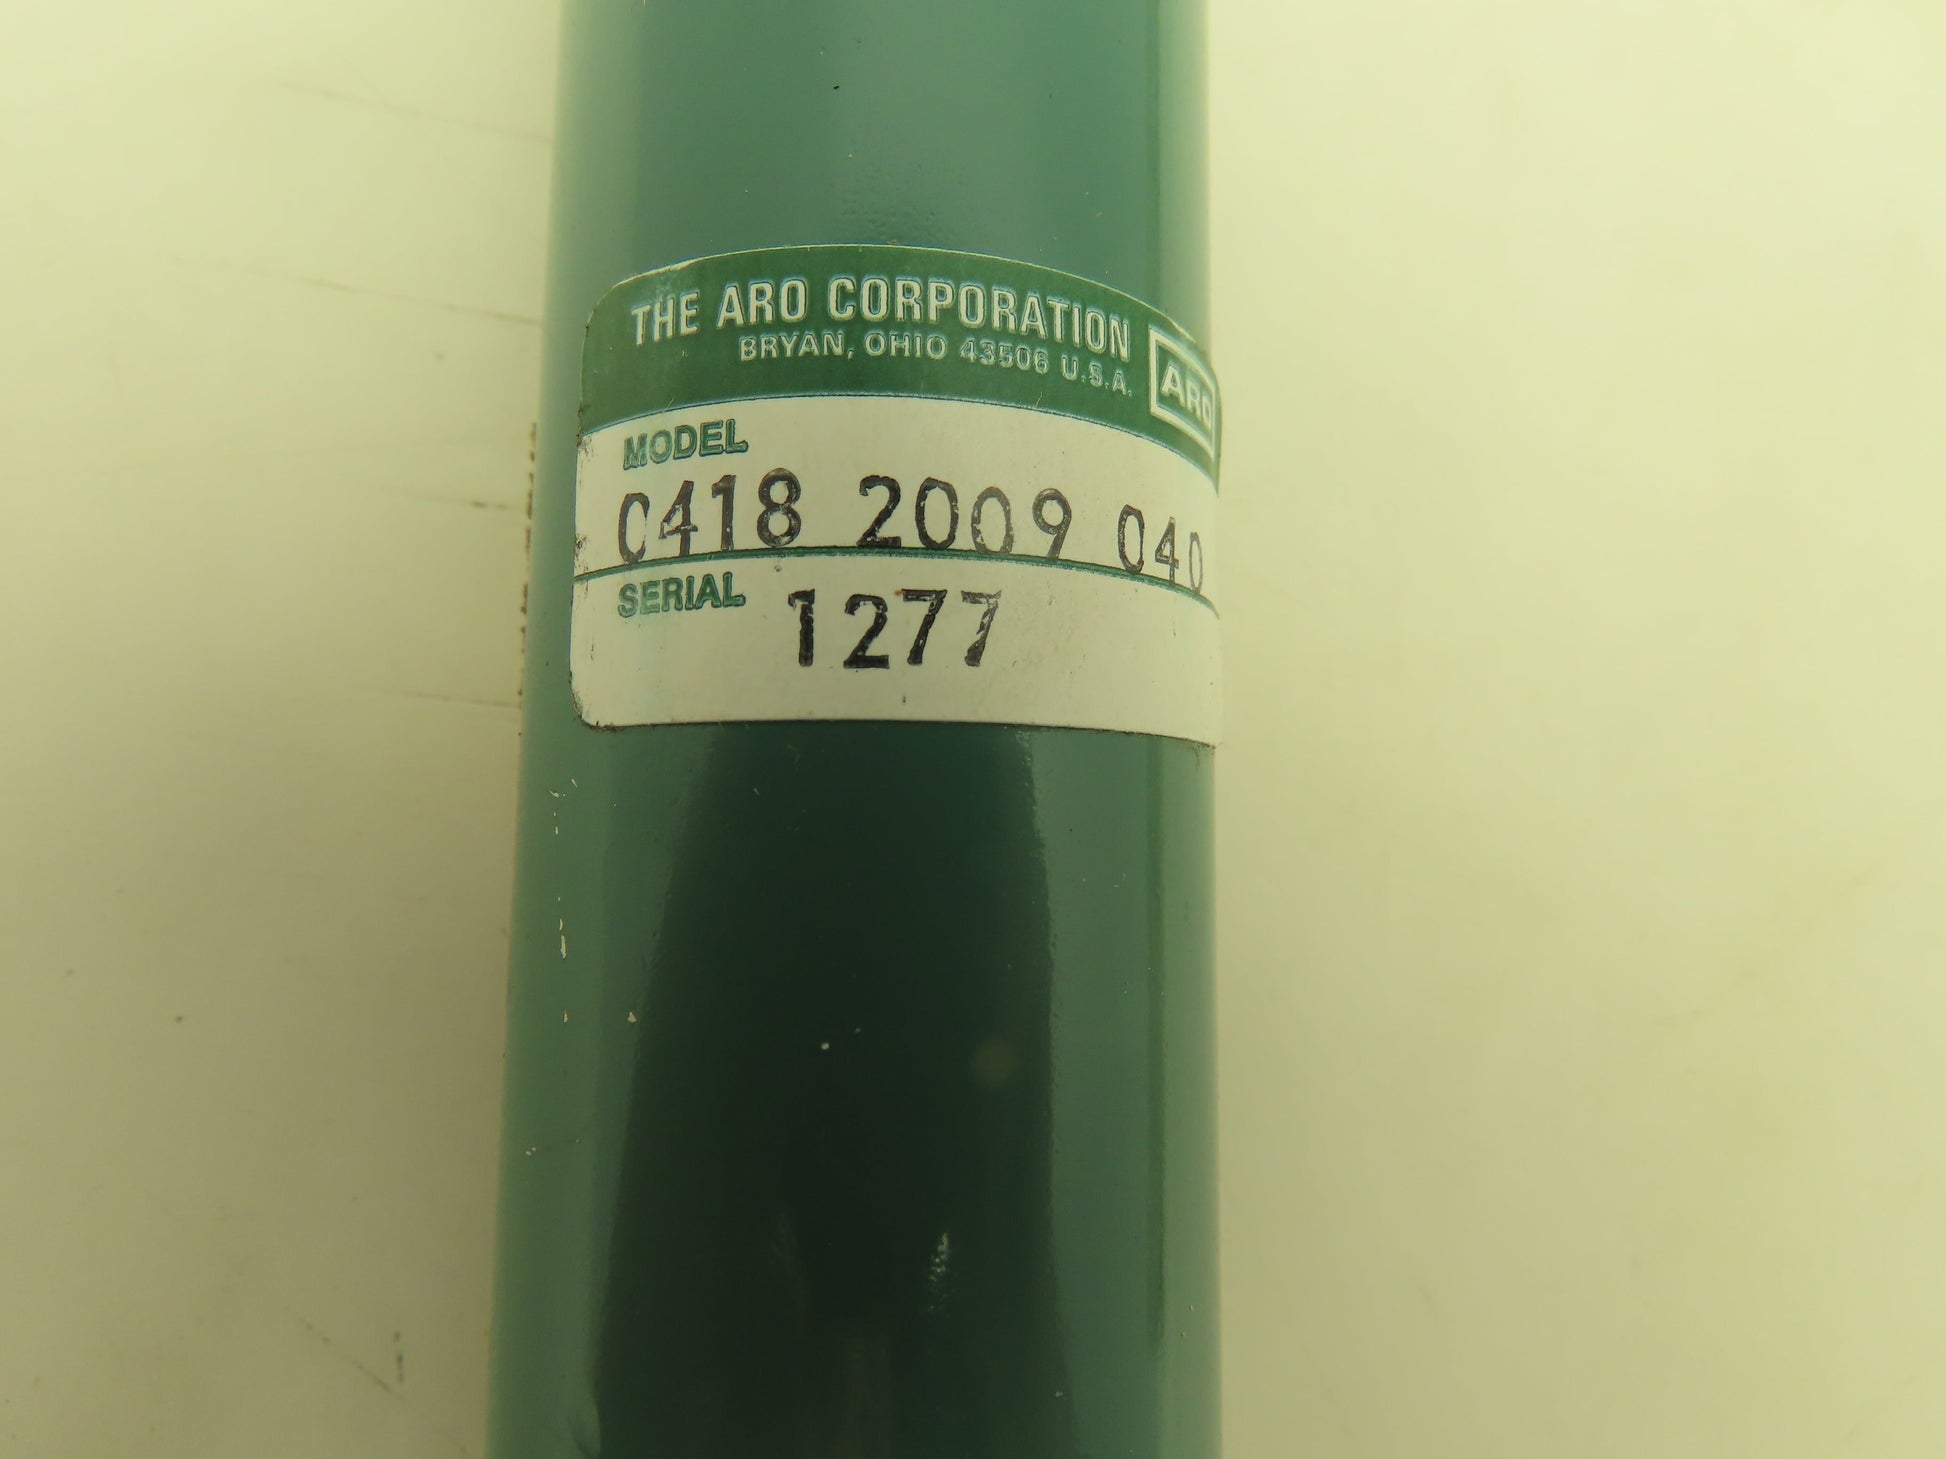 THE ARO CORPORATION
BRYAN, OHIO 43506 U.S.A.
ARO
MODEL
0418 2009 040
SERIAL 1277